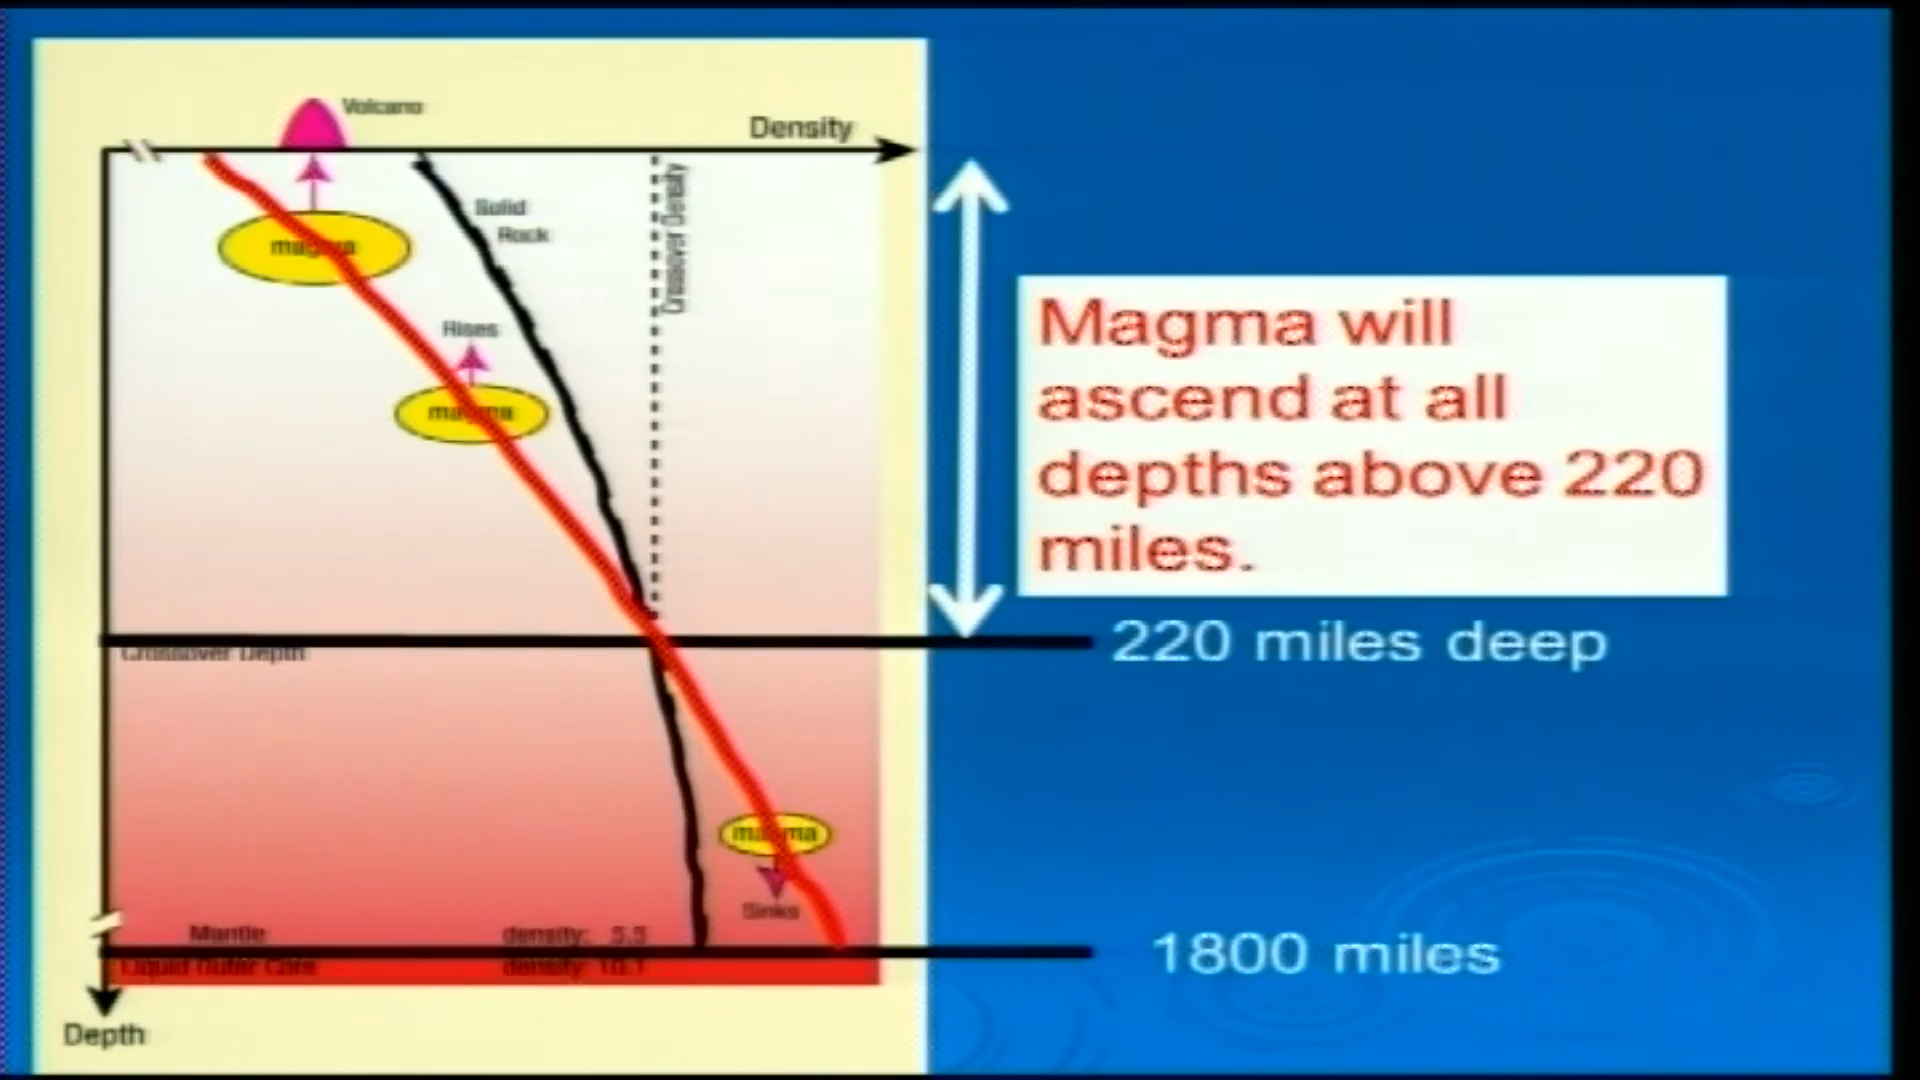 Volcano
Density
Crossover Density
Solid
Rock
magma
Rises
magma
Magma will
ascend at all
depths above 220
miles.
220 miles deep
Crossover Depth
magma
Sinks
Mantle density: 5.5
1800 miles
Liquid Outer Core density: 10.1
Depth